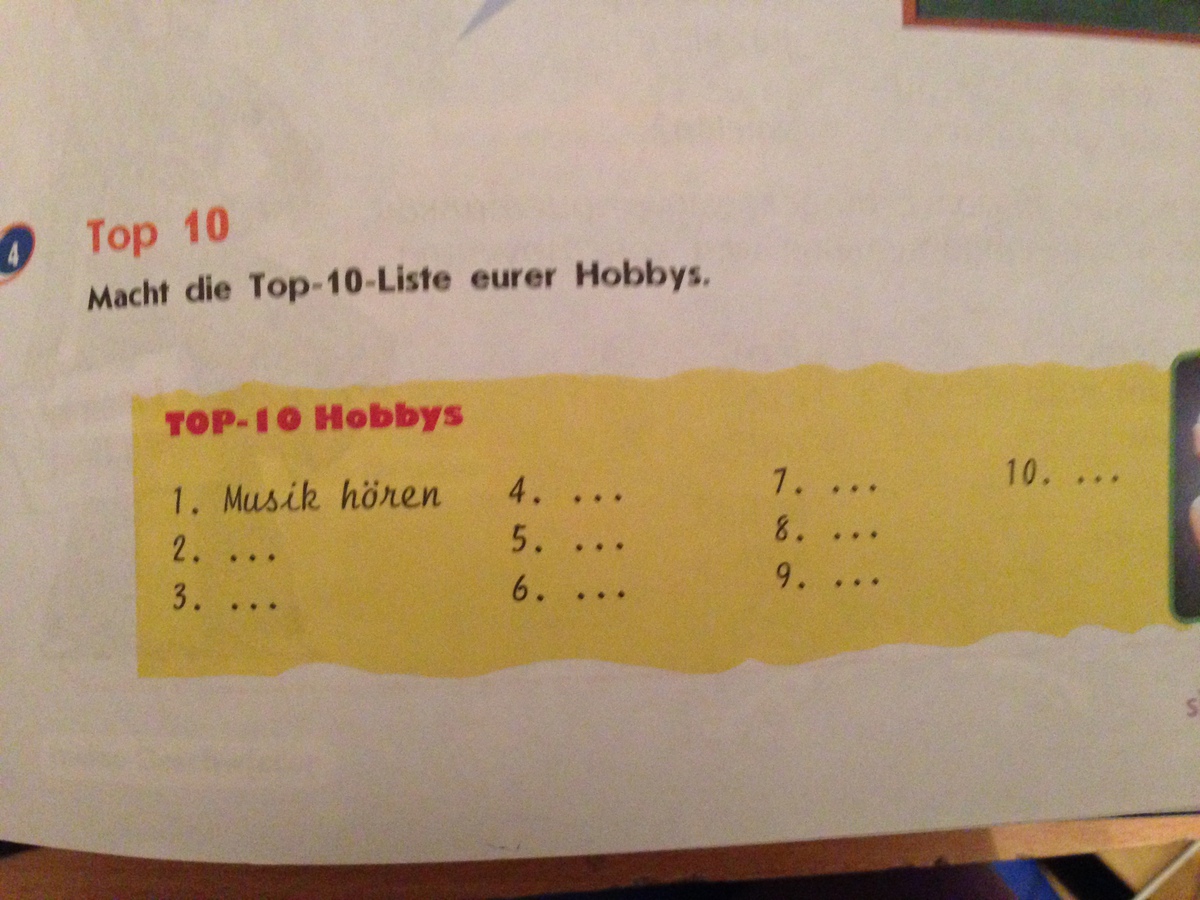 4
Top 10
Macht die Top-10-Liste eurer Hobbys.
TOP-10 Hobbys
1. Musik hören
2. ...
3. ...
4. ...
5. ...
6. ...
7. ...
8. ...
9. ...
10. ...